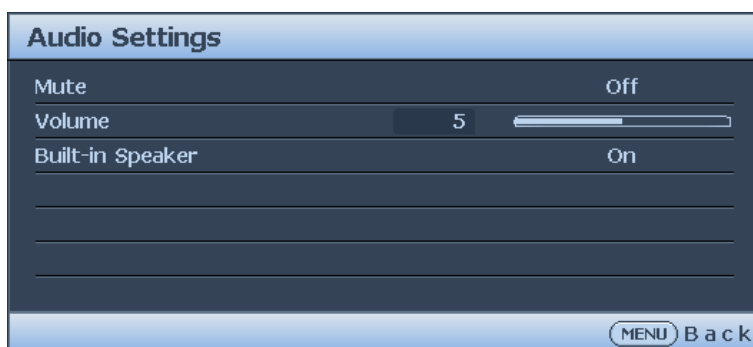 Audio Settings
Mute Off
Volume 5
Built-in Speaker On
MENU Back